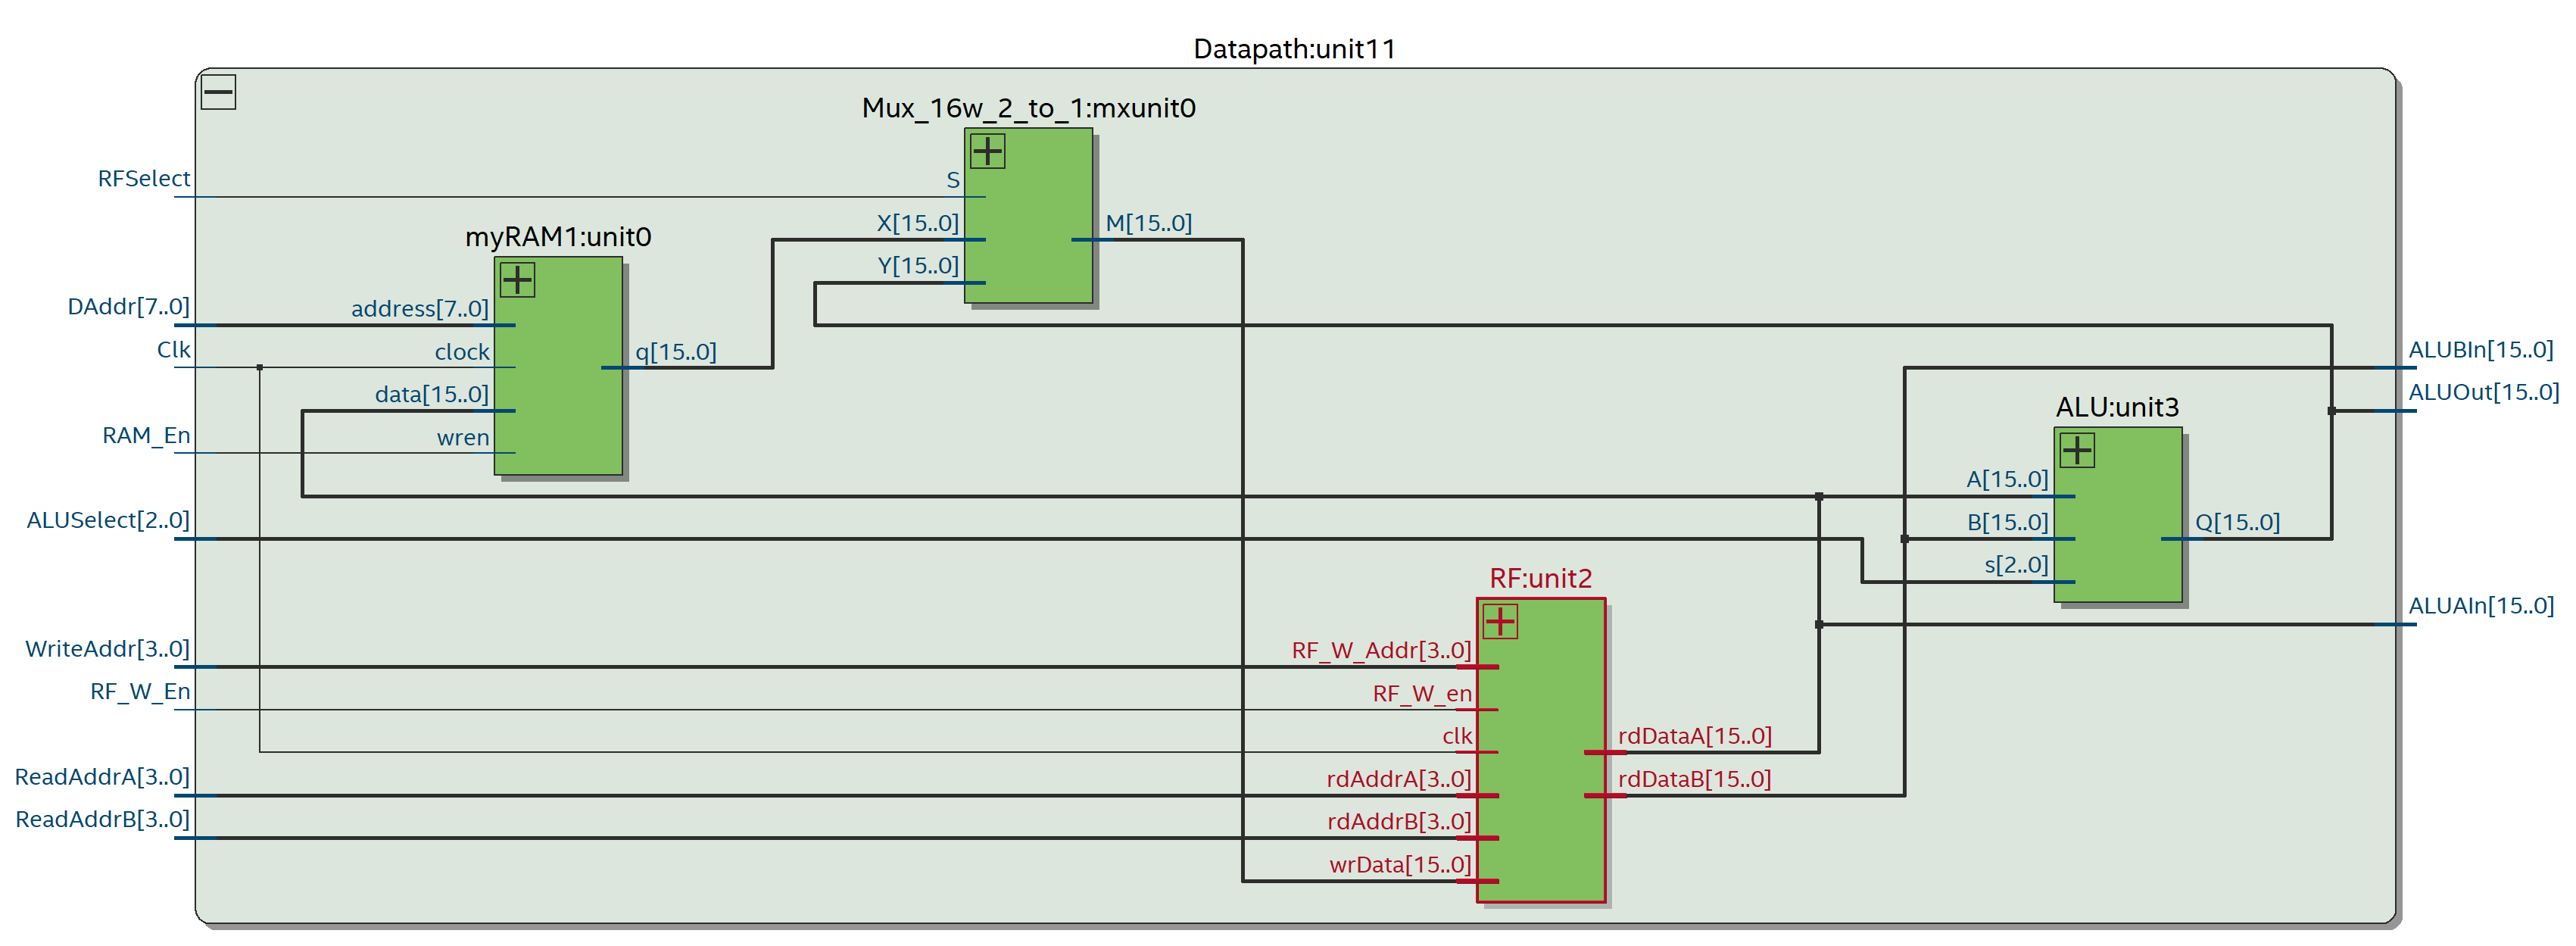 Datapath:unit11
Mux_16w_2_to_1:mxunit0
RFSelect
S
X[15..0]
M[15..0]
Y[15..0]
myRAM1:unit0
DAddr[7..0]
address[7..0]
Clk
clock
q[15..0]
data[15..0]
RAM_En
wren
ALUBIn[15..0]
ALUOut[15..0]
ALU:unit3
A[15..0]
ALUSelect[2..0]
B[15..0]
Q[15..0]
s[2..0]
RF:unit2
ALUAIn[15..0]
WriteAddr[3..0]
RF_W_Addr[3..0]
RF_W_En
RF_W_en
clk
rdDataA[15..0]
ReadAddrA[3..0]
rdAddrA[3..0]
rdDataB[15..0]
ReadAddrB[3..0]
rdAddrB[3..0]
wrData[15..0]